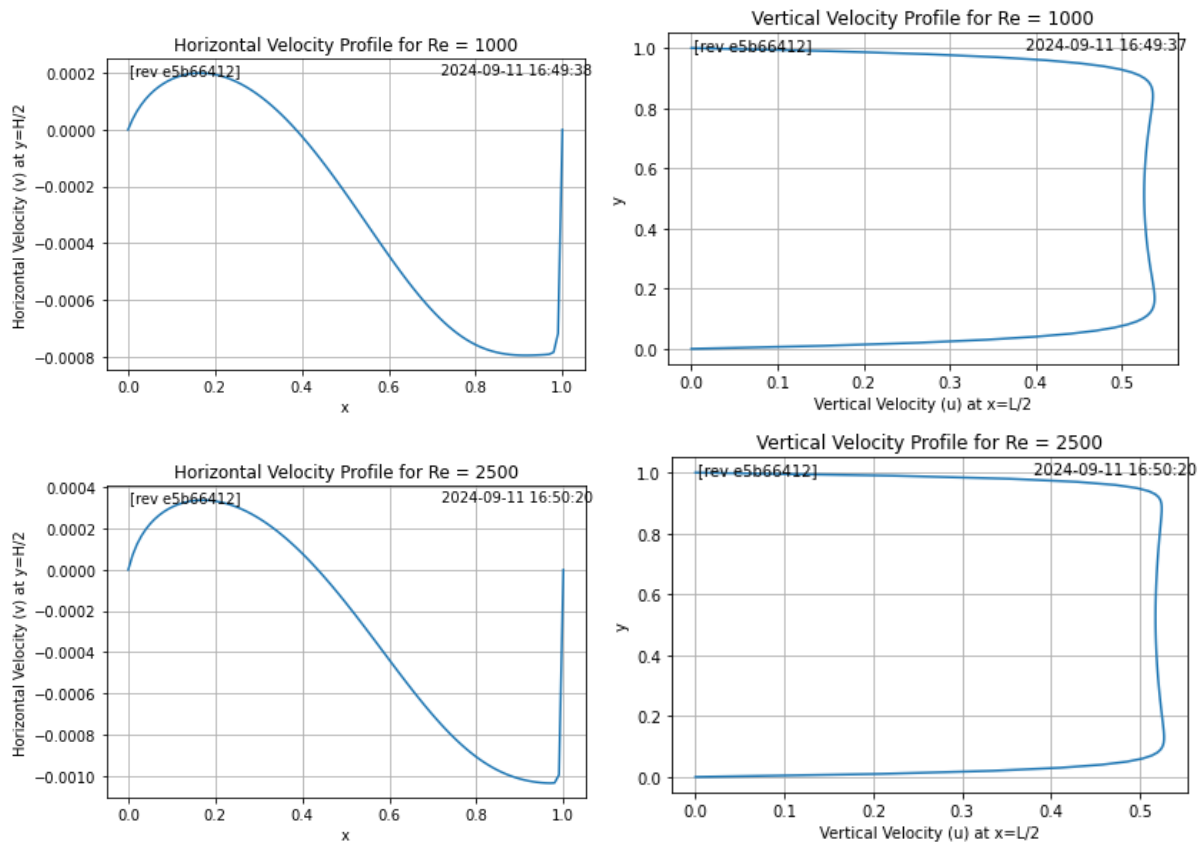 Horizontal Velocity Profile for Re = 1000
[rev e5b66412]
2024-09-11 16:49:38
0.0002
0.0000
−0.0002
−0.0004
−0.0006
−0.0008
Horizontal Velocity (v) at y=H/2
0.0 0.2 0.4 0.6 0.8 1.0
x
Vertical Velocity Profile for Re = 1000
[rev e5b66412]
2024-09-11 16:49:37
1.0
0.8
0.6
0.4
0.2
0.0
y
0.0 0.1 0.2 0.3 0.4 0.5
Vertical Velocity (u) at x=L/2
Horizontal Velocity Profile for Re = 2500
[rev e5b66412]
2024-09-11 16:50:20
0.0004
0.0002
0.0000
−0.0002
−0.0004
−0.0006
−0.0008
−0.0010
Horizontal Velocity (v) at y=H/2
0.0 0.2 0.4 0.6 0.8 1.0
x
Vertical Velocity Profile for Re = 2500
[rev e5b66412]
2024-09-11 16:50:20
1.0
0.8
0.6
0.4
0.2
0.0
y
0.0 0.1 0.2 0.3 0.4 0.5
Vertical Velocity (u) at x=L/2